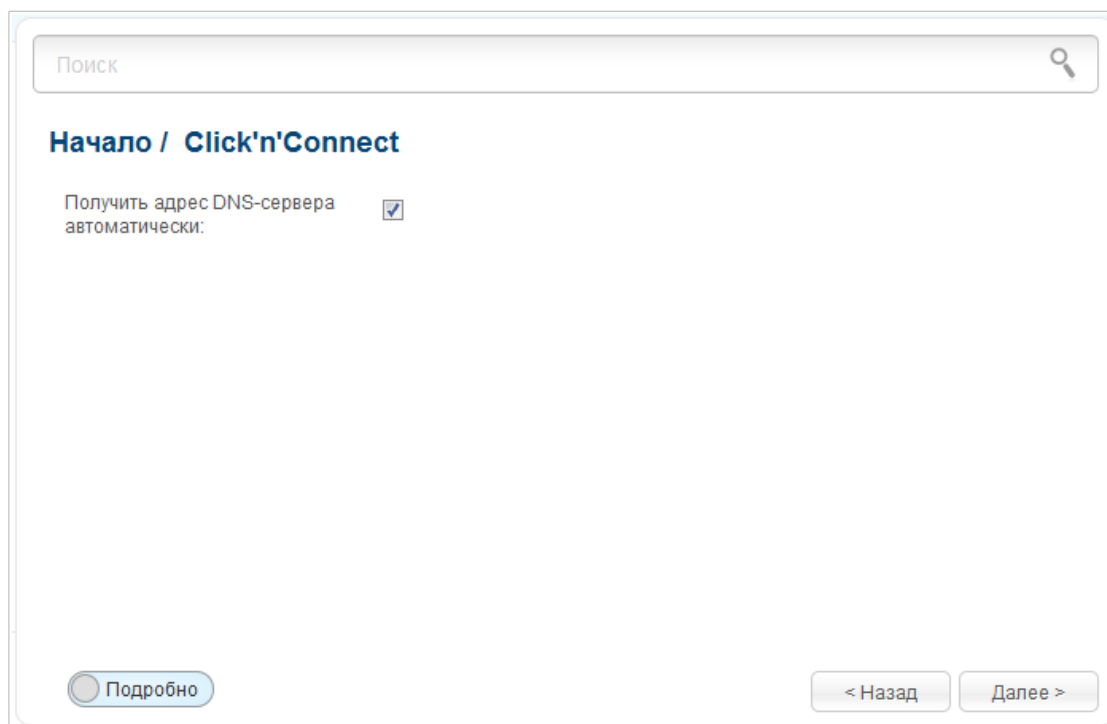 Поиск
Начало / Click'n'Connect
Получить адрес DNS-сервера
автоматически:
Подробно
< Назад
Далее >